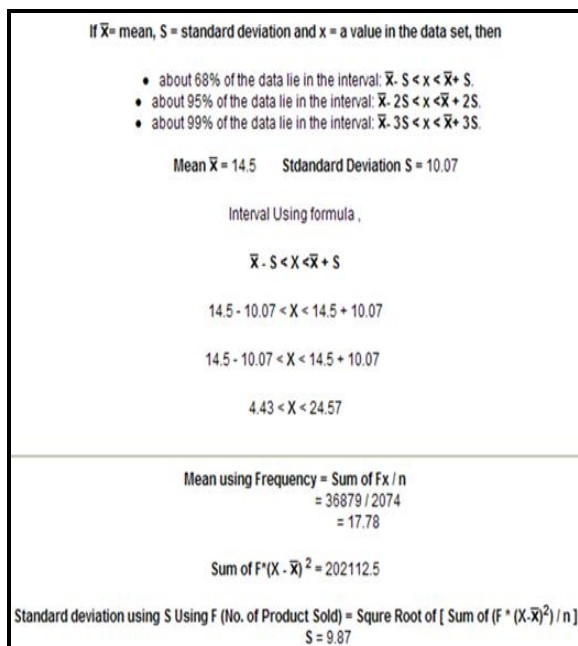 If x̅= mean, S = standard deviation and x = a value in the data set, then
• about 68% of the data lie in the interval: x̅- S < x < x̅+ S.
• about 95% of the data lie in the interval: x̅- 2S < x <x̅ + 2S.
• about 99% of the data lie in the interval: x̅- 3S < x < x̅+ 3S.
Mean x̅ = 14.5 Stdandard Deviation S = 10.07
Interval Using formula ,
x̅ - S < X <x̅ + S
14.5 - 10.07 < X < 14.5 + 10.07
14.5 - 10.07 < X < 14.5 + 10.07
4.43 < X < 24.57
Mean using Frequency = Sum of Fx / n
= 36879 / 2074
= 17.78
Sum of F*(X - x̅) ² = 202112.5
Standard deviation using S Using F (No. of Product Sold) = Squre Root of [ Sum of (F * (X-x̅)²) / n ]
S = 9.87